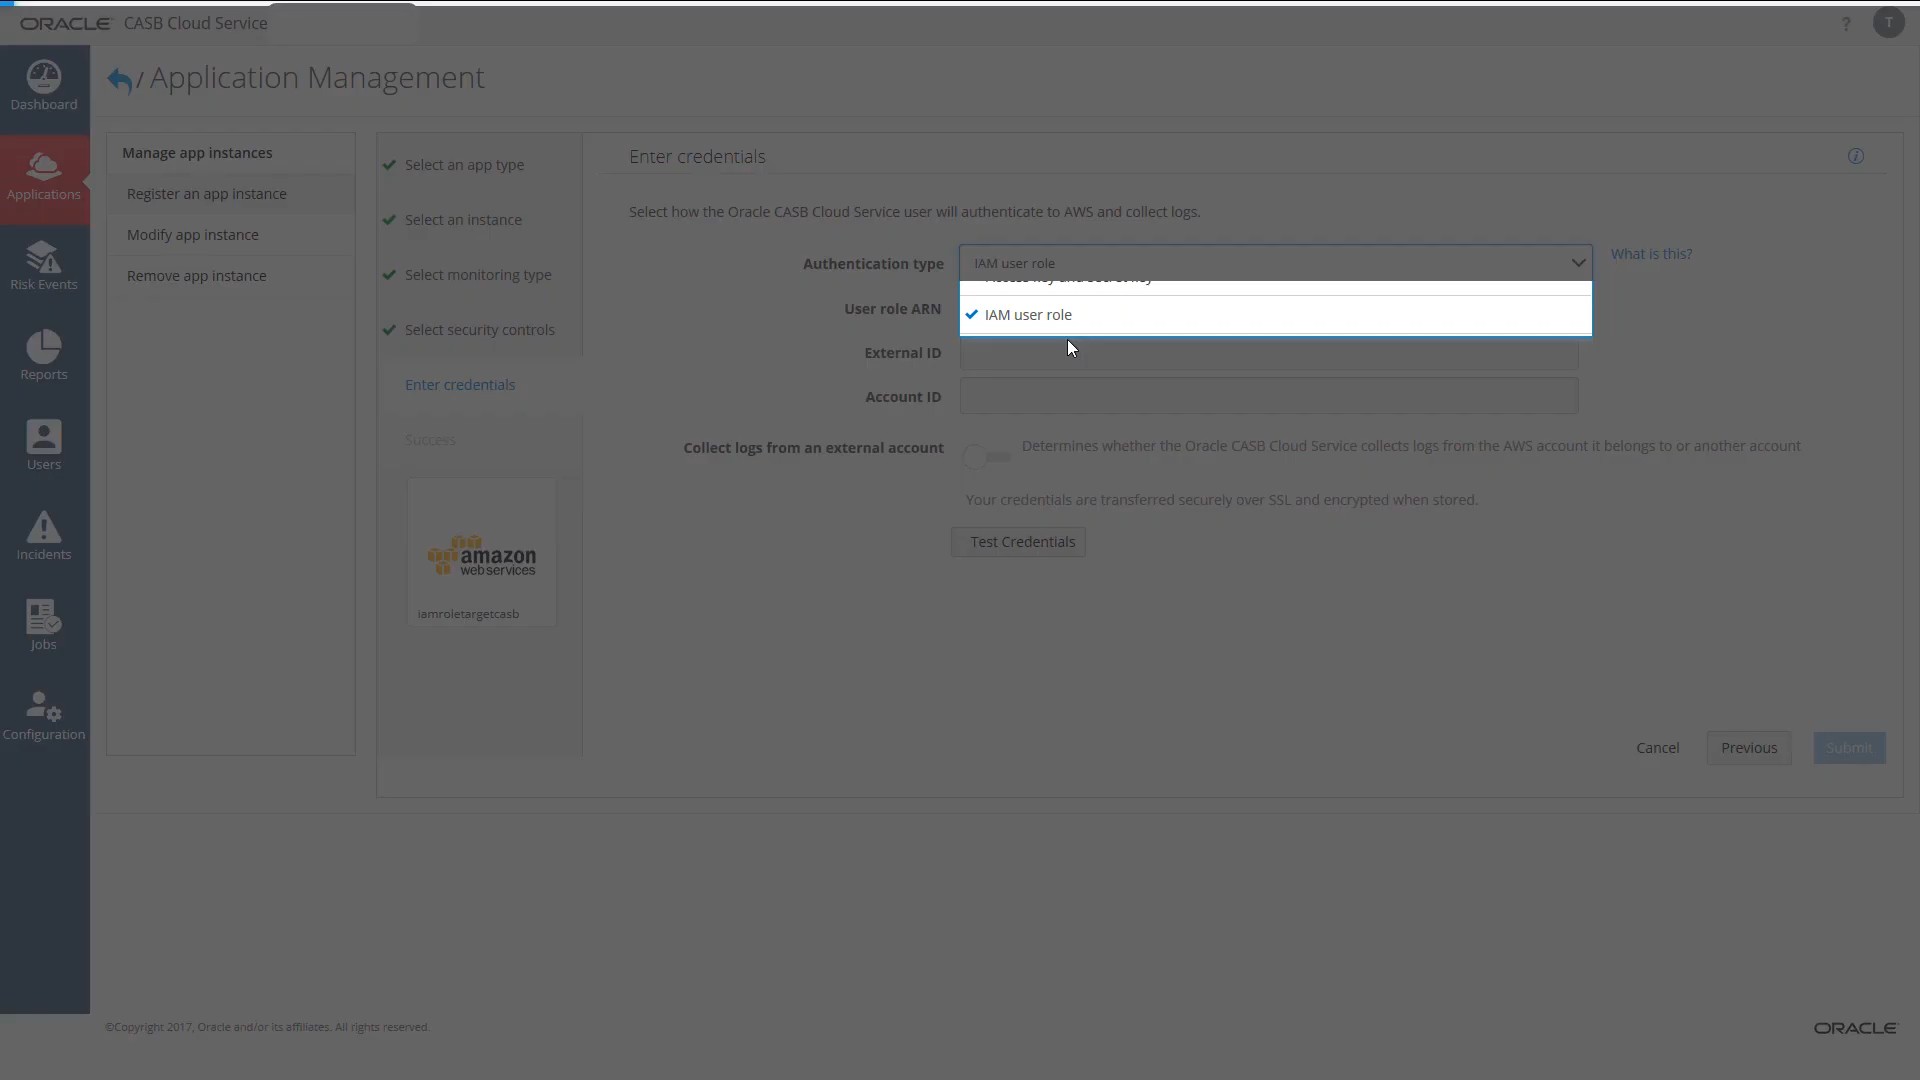 ORACLE CASB Cloud Service
?
T
/ Application Management
Dashboard
Applications
Risk Events
Reports
Users
Incidents
Jobs
Configuration
Manage app instances
Register an app instance
Modify app instance
Remove app instance
Select an app type
Select an instance
Select monitoring type
Select security controls
Enter credentials
Success
amazon
web services
iamroletargetcasb
Enter credentials
i
Select how the Oracle CASB Cloud Service user will authenticate to AWS and collect logs.
Authentication type
IAM user role
What is this?
Access key and secret key
IAM user role
User role ARN
External ID
Account ID
Collect logs from an external account
Determines whether the Oracle CASB Cloud Service collects logs from the AWS account it belongs to or another account
Your credentials are transferred securely over SSL and encrypted when stored.
Test Credentials
Cancel
Previous
Submit
©Copyright 2017, Oracle and/or its affiliates. All rights reserved.
ORACLE